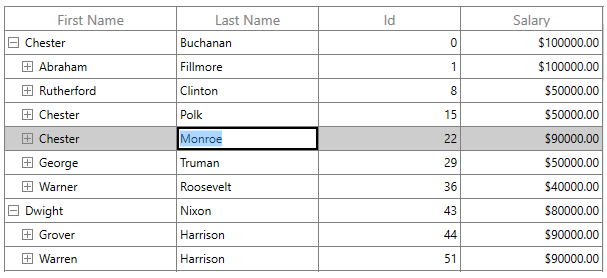 First Name Last Name Id Salary
Chester Buchanan 0 $100000.00
Abraham Fillmore 1 $100000.00
Rutherford Clinton 8 $50000.00
Chester Polk 15 $50000.00
Chester Monroe 22 $90000.00
George Truman 29 $50000.00
Warner Roosevelt 36 $40000.00
Dwight Nixon 43 $80000.00
Grover Harrison 44 $90000.00
Warren Harrison 51 $90000.00